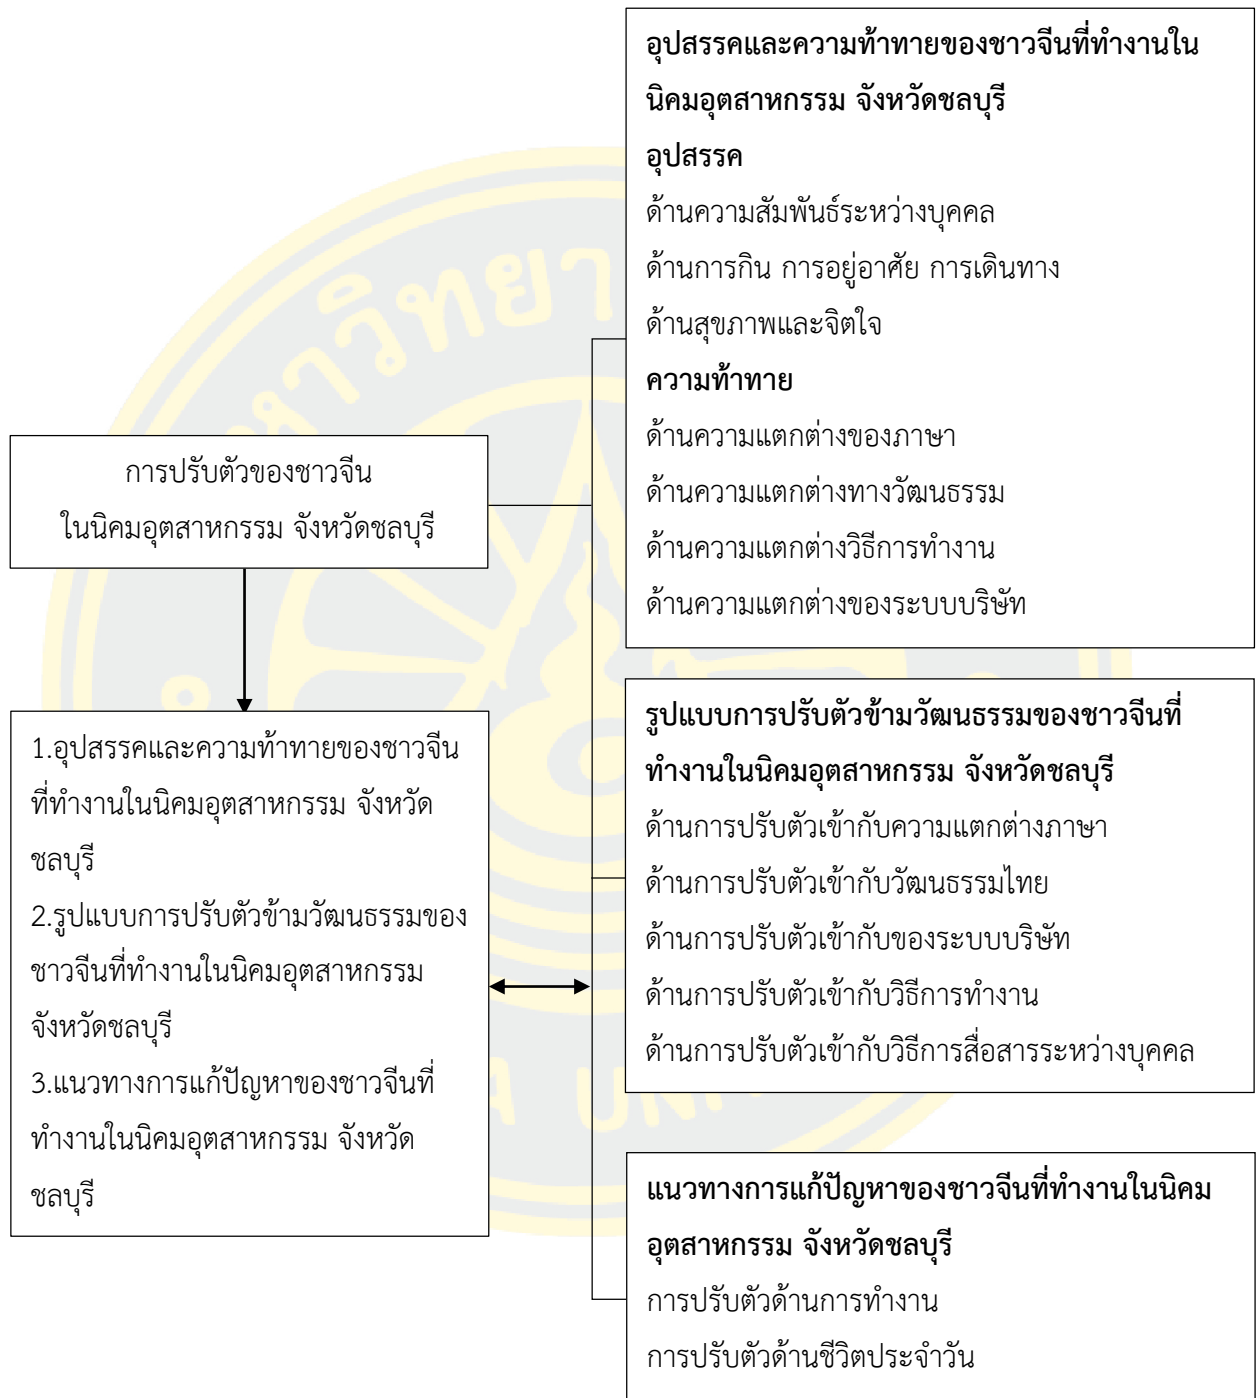 อุปสรรคและความท้าทายของชาวจีนที่ทำงานใน
นิคมอุตสาหกรรม จังหวัดชลบุรี
อุปสรรค
ด้านความสัมพันธ์ระหว่างบุคคล
ด้านการกิน การอยู่อาศัย การเดินทาง
ด้านสุขภาพและจิตใจ
ความท้าทาย
ด้านความแตกต่างของภาษา
ด้านความแตกต่างทางวัฒนธรรม
ด้านความแตกต่างวิธีการทำงาน
ด้านความแตกต่างของระบบบริษัท
การปรับตัวของชาวจีน
ในนิคมอุตสาหกรรม จังหวัดชลบุรี
1.อุปสรรคและความท้าทายของชาวจีน
ที่ทำงานในนิคมอุตสาหกรรม จังหวัด
ชลบุรี
2.รูปแบบการปรับตัวข้ามวัฒนธรรมของ
ชาวจีนที่ทำงานในนิคมอุตสาหกรรม
จังหวัดชลบุรี
3.แนวทางการแก้ปัญหาของชาวจีนที่
ทำงานในนิคมอุตสาหกรรม จังหวัด
ชลบุรี
รูปแบบการปรับตัวข้ามวัฒนธรรมของชาวจีนที่
ทำงานในนิคมอุตสาหกรรม จังหวัดชลบุรี
ด้านการปรับตัวเข้ากับความแตกต่างภาษา
ด้านการปรับตัวเข้ากับวัฒนธรรมไทย
ด้านการปรับตัวเข้ากับของระบบบริษัท
ด้านการปรับตัวเข้ากับวิธีการทำงาน
ด้านการปรับตัวเข้ากับวิธีการสื่อสารระหว่างบุคคล
แนวทางการแก้ปัญหาของชาวจีนที่ทำงานในนิคม
อุตสาหกรรม จังหวัดชลบุรี
การปรับตัวด้านการทำงาน
การปรับตัวด้านชีวิตประจำวัน